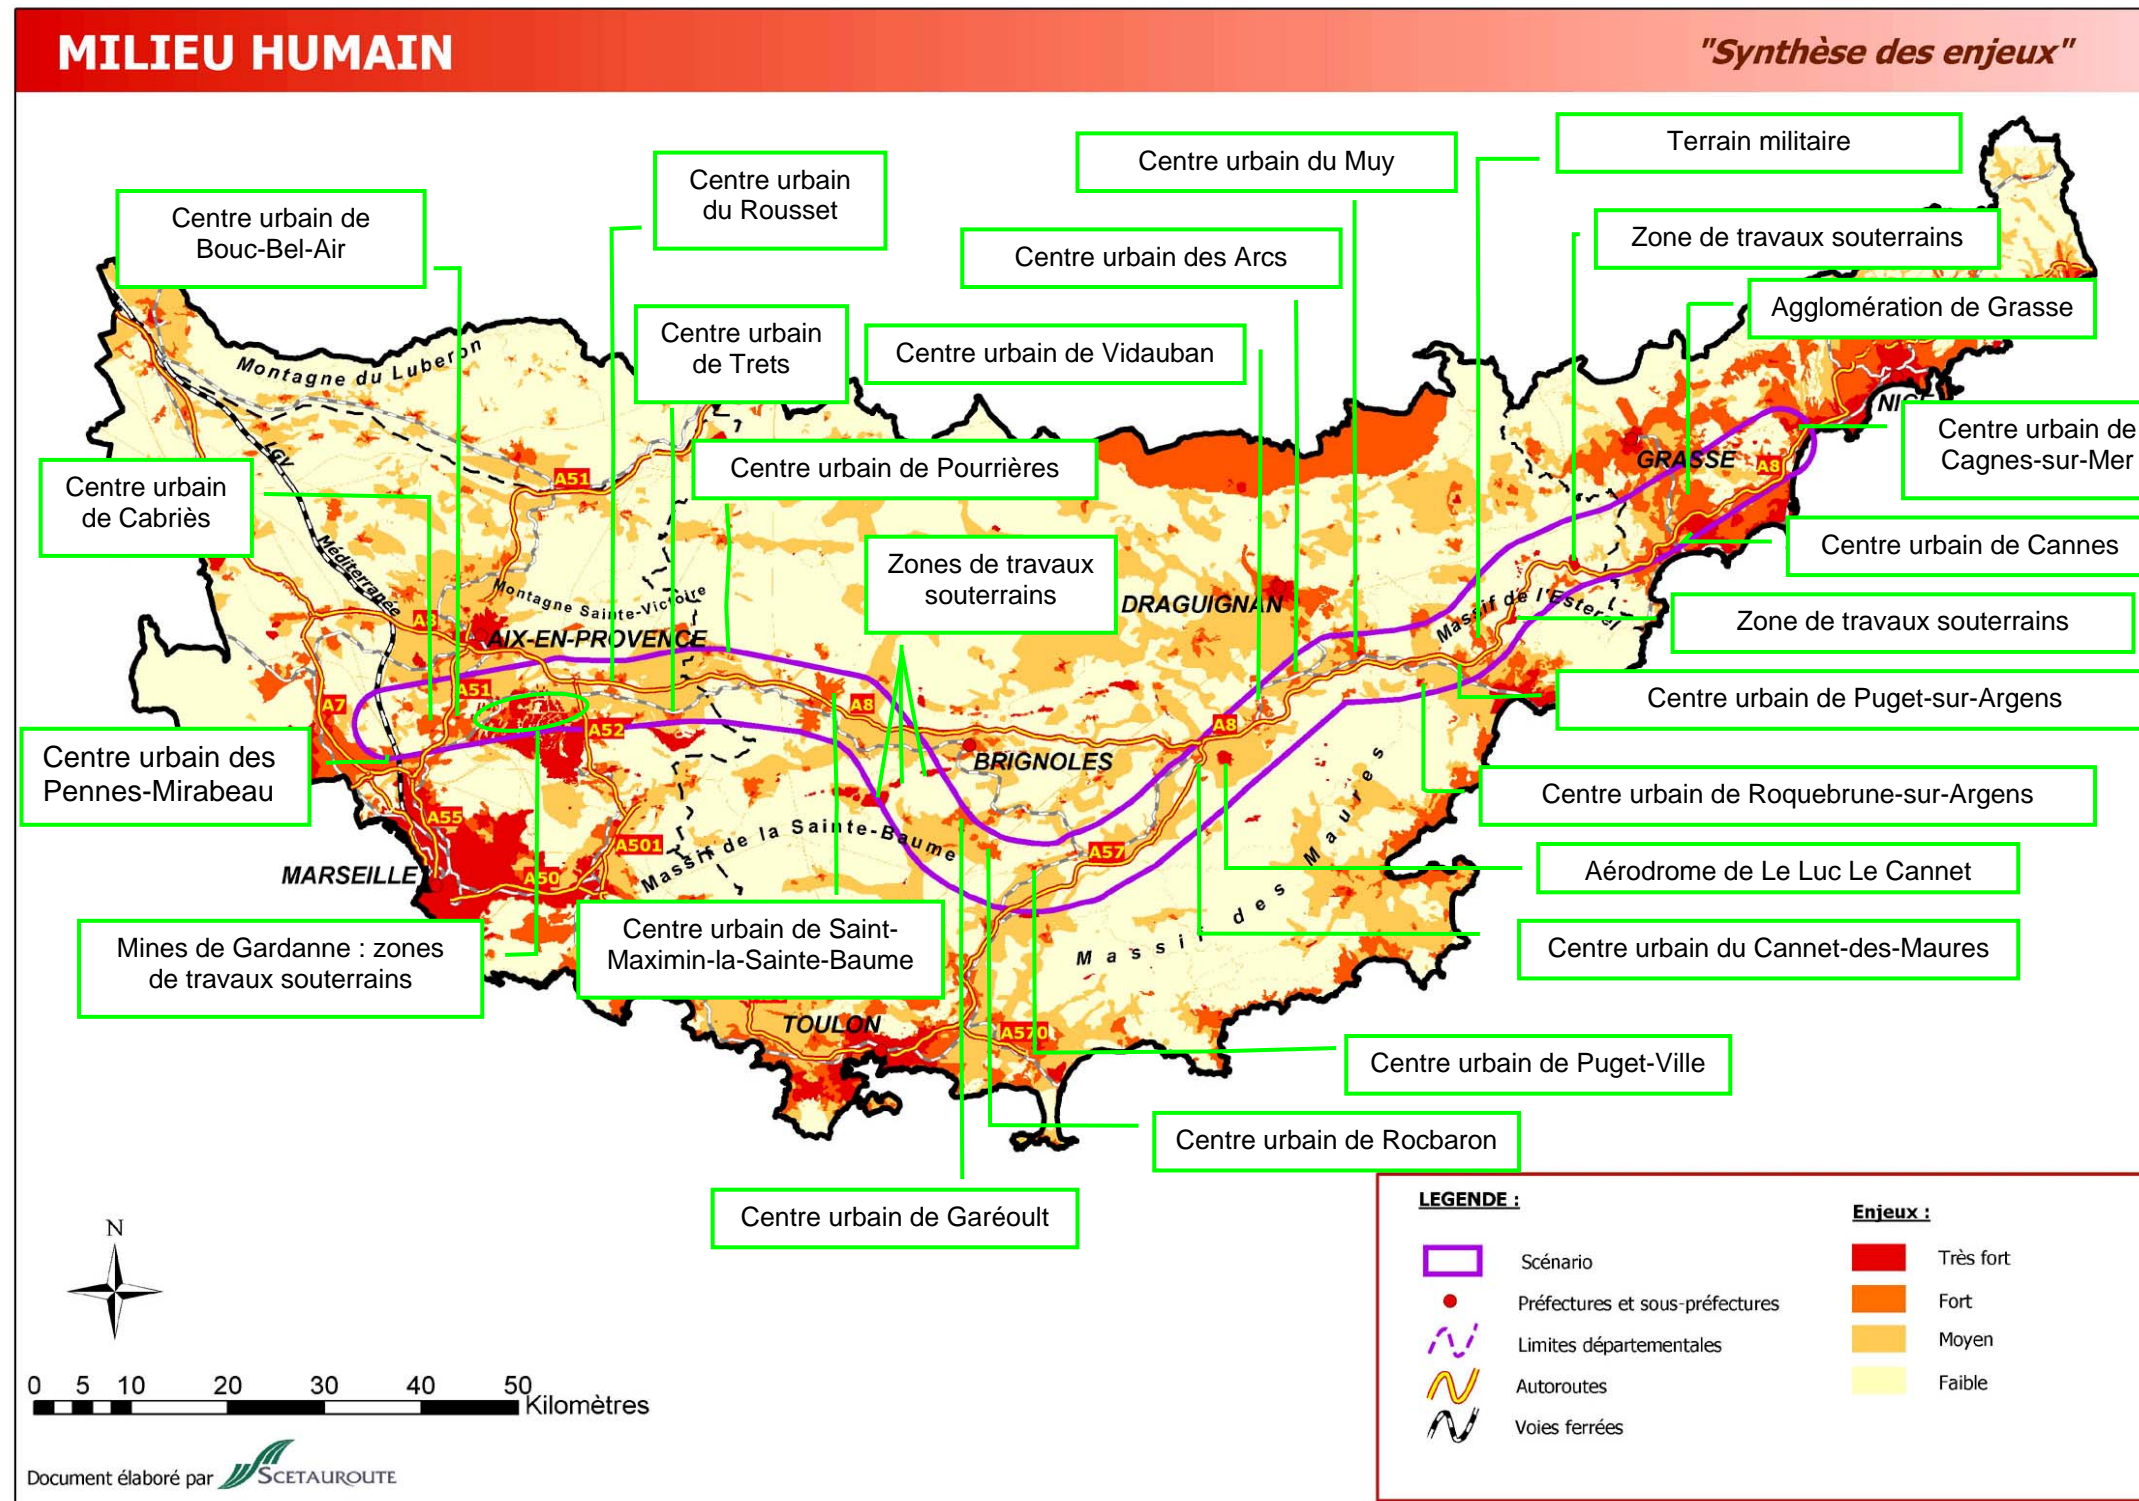 MILIEU HUMAIN
"Synthèse des enjeux"
Terrain militaire
Centre urbain du Muy
Centre urbain
du Rousset
Centre urbain de
Bouc-Bel-Air
Zone de travaux souterrains
Centre urbain des Arcs
Agglomération de Grasse
Centre urbain
de Trets
Centre urbain de Vidauban
Montagne du Luberon
NICE
Centre urbain de
Cagnes-sur-Mer
Centre urbain de Pourrières
GRASSE
A8
LGV
A51
Centre urbain
de Cabriès
Méditerranée
Centre urbain de Cannes
Zones de travaux
souterrains
Montagne Sainte-Victoire
DRAGUIGNAN
Massif de l'Esterel
A8
AIX-EN-PROVENCE
Zone de travaux souterrains
A51
A7
A8
A8
A52
Centre urbain de Puget-sur-Argens
Centre urbain des
Pennes-Mirabeau
BRIGNOLES
Centre urbain de Roquebrune-sur-Argens
A55
A501
Massif de la Sainte-Baume
A57
Massif des Maures
MARSEILLE
A50
Aérodrome de Le Luc Le Cannet
Mines de Gardanne : zones
de travaux souterrains
Centre urbain de Saint-
Maximin-la-Sainte-Baume
Centre urbain du Cannet-des-Maures
TOULON
A570
Centre urbain de Puget-Ville
Centre urbain de Rocbaron
Centre urbain de Garéoult
N
0 5 10 20 30 40 50
Kilomètres
Document élaboré par SCETAUROUTE
LEGENDE :
Scénario
Préfectures et sous-préfectures
Limites départementales
Autoroutes
Voies ferrées
Enjeux :
Très fort
Fort
Moyen
Faible